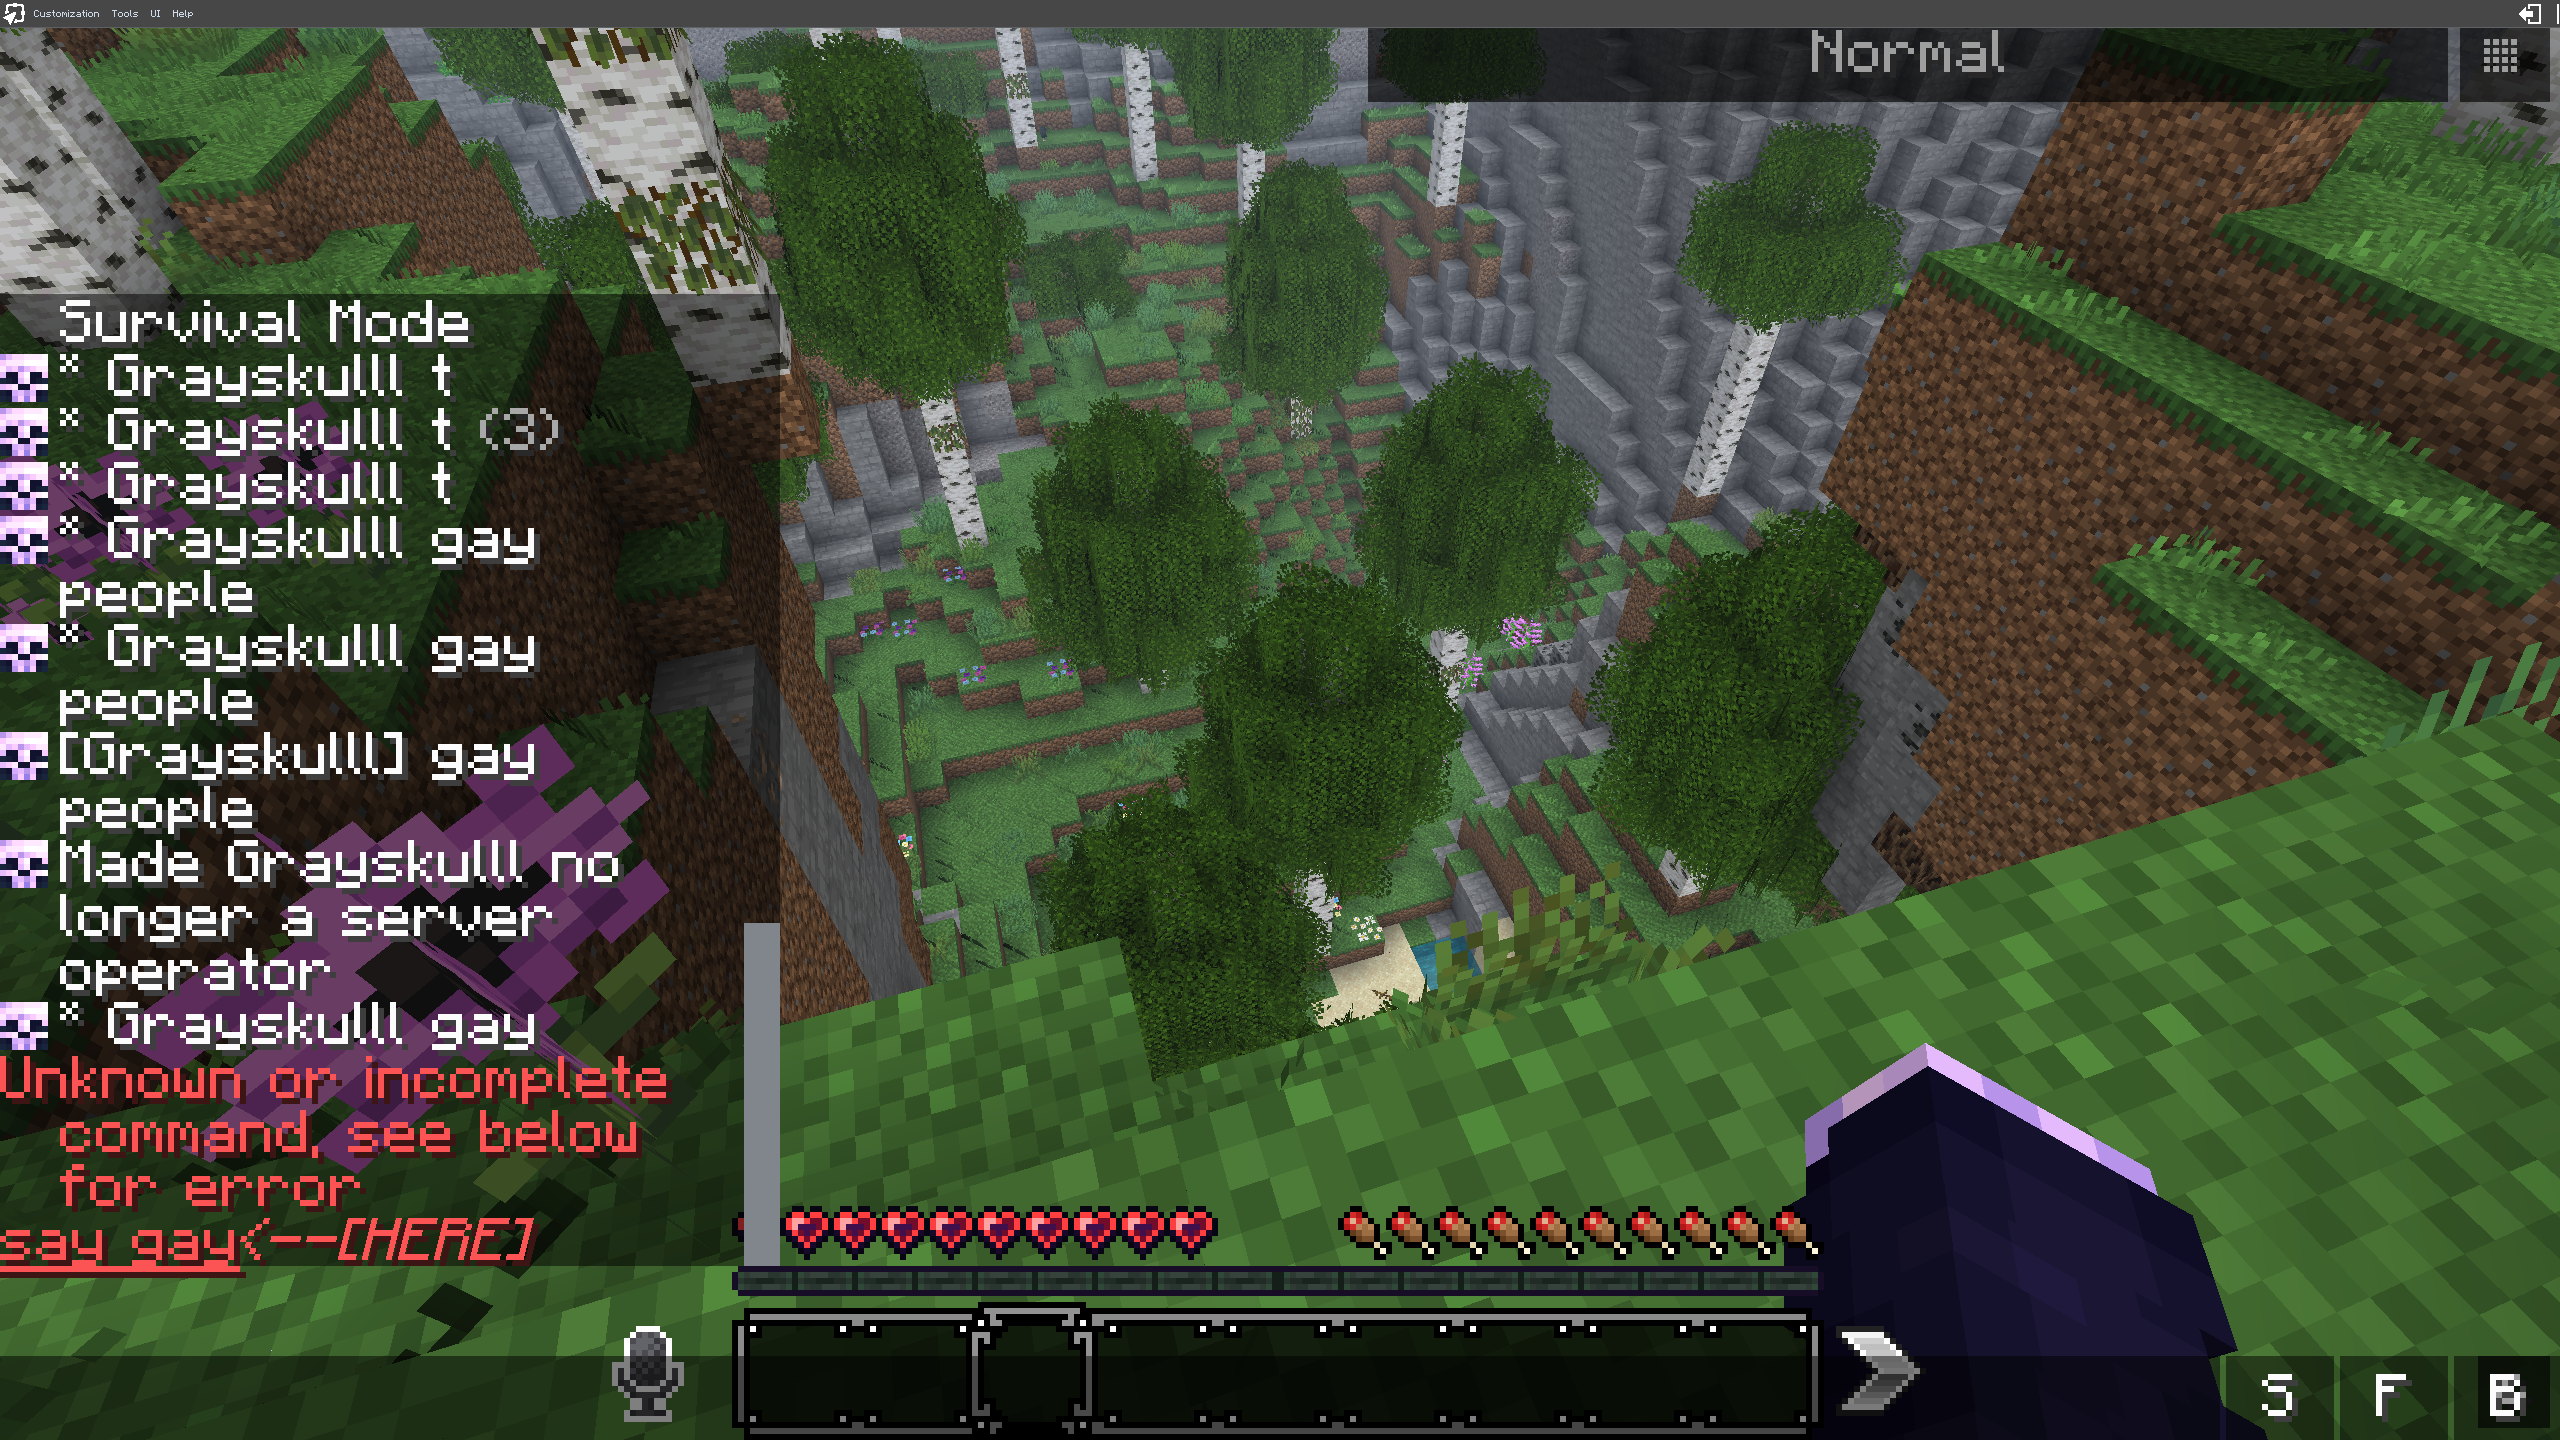 Customization Tools UI Help
Normal
Survival Mode
* Grayskulll t
* Grayskulll t (3)
* Grayskulll t
* Grayskulll gay
people
* Grayskulll gay
people
[Grayskulll] gay
people
Made Grayskulll no
longer a server
operator
* Grayskulll gay
Unknown or incomplete
command, see below
for error
say gay<--[HERE]
S F B